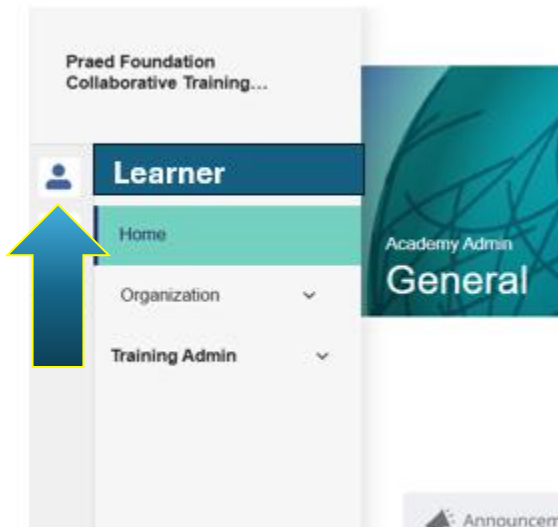 Praed Foundation
Collaborative Training...
Learner
Home
Organization
Training Admin
Academy Admin
General